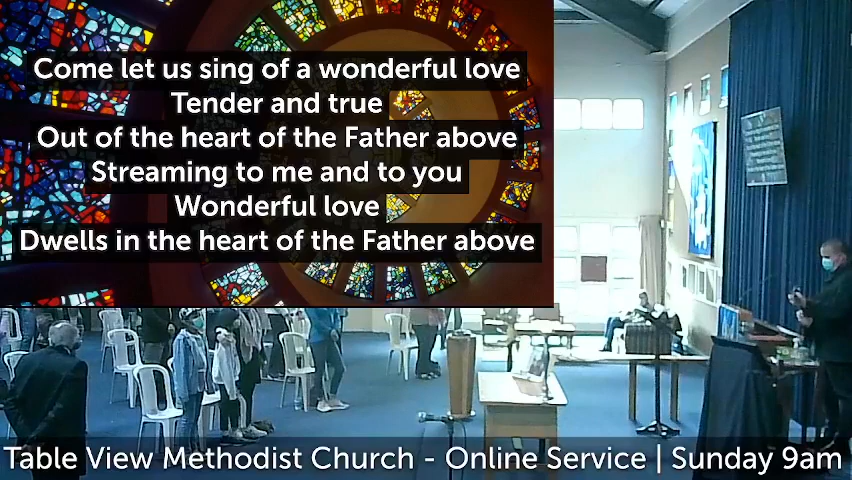 Come let us sing of a wonderful love
Tender and true
Out of the heart of the Father above
Streaming to me and to you
Wonderful love
Dwells in the heart of the Father above
Table View Methodist Church - Online Service | Sunday 9am